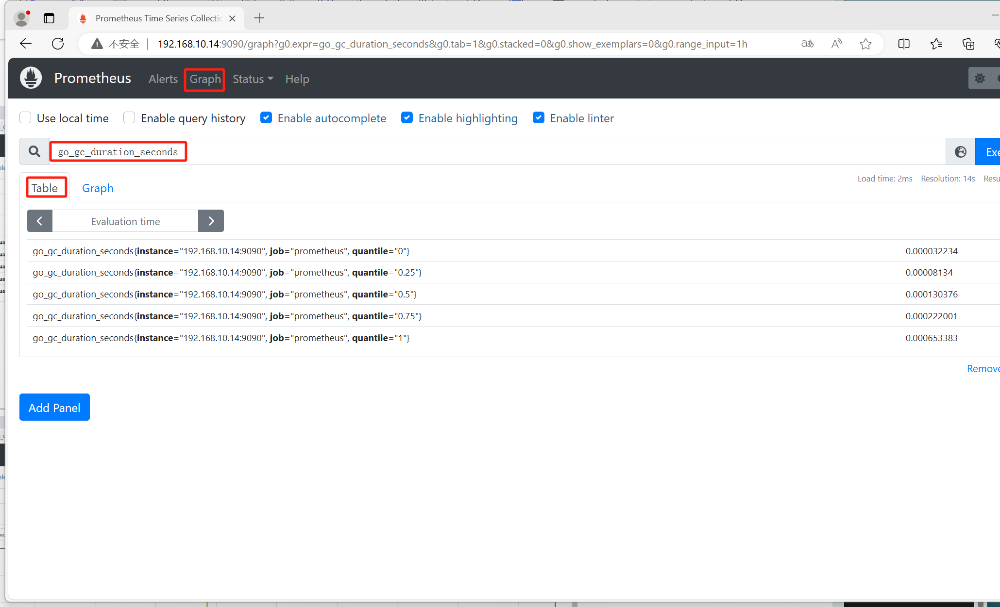 Prometheus Time Series Collectio
不安全 | 192.168.10.14:9090/graph?g0.expr=go_gc_duration_seconds&g0.tab=1&g0.stacked=0&g0.show_exemplars=0&g0.range_input=1h
Prometheus Alerts Graph Status Help
Use local time Enable query history Enable autocomplete Enable highlighting Enable linter
go_gc_duration_seconds Exe
Table Graph Load time: 2ms Resolution: 14s Resu
Evaluation time
go_gc_duration_seconds{instance="192.168.10.14:9090", job="prometheus", quantile="0"} 0.000032234
go_gc_duration_seconds{instance="192.168.10.14:9090", job="prometheus", quantile="0.25"} 0.00008134
go_gc_duration_seconds{instance="192.168.10.14:9090", job="prometheus", quantile="0.5"} 0.000130376
go_gc_duration_seconds{instance="192.168.10.14:9090", job="prometheus", quantile="0.75"} 0.000222001
go_gc_duration_seconds{instance="192.168.10.14:9090", job="prometheus", quantile="1"} 0.000653383
Remove
Add Panel